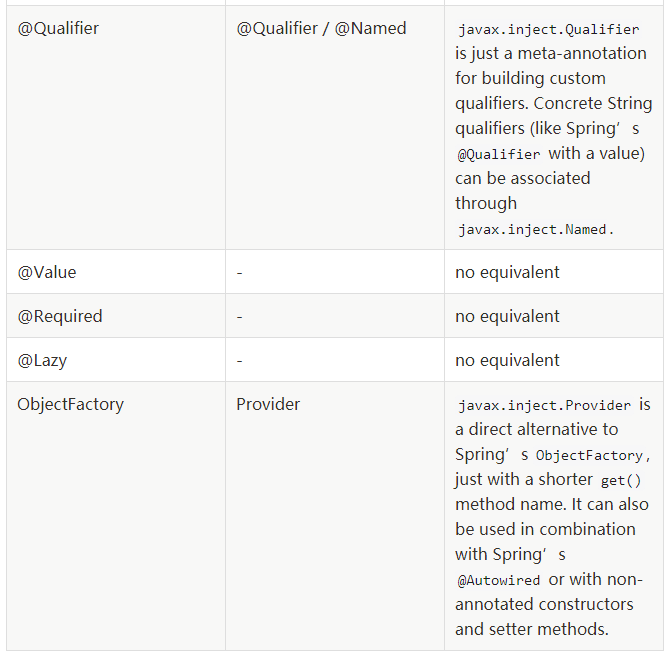 @Qualifier
@Qualifier / @Named
javax.inject.Qualifier
is just a meta-annotation
for building custom
qualifiers. Concrete String
qualifiers (like Spring’ s
@Qualifier with a value)
can be associated
through
javax.inject.Named.
@Value
-
no equivalent
@Required
-
no equivalent
@Lazy
-
no equivalent
ObjectFactory
Provider
javax.inject.Provider is
a direct alternative to
Spring’ s ObjectFactory,
just with a shorter get()
method name. It can also
be used in combination
with Spring’ s
@Autowired or with non-
annotated constructors
and setter methods.